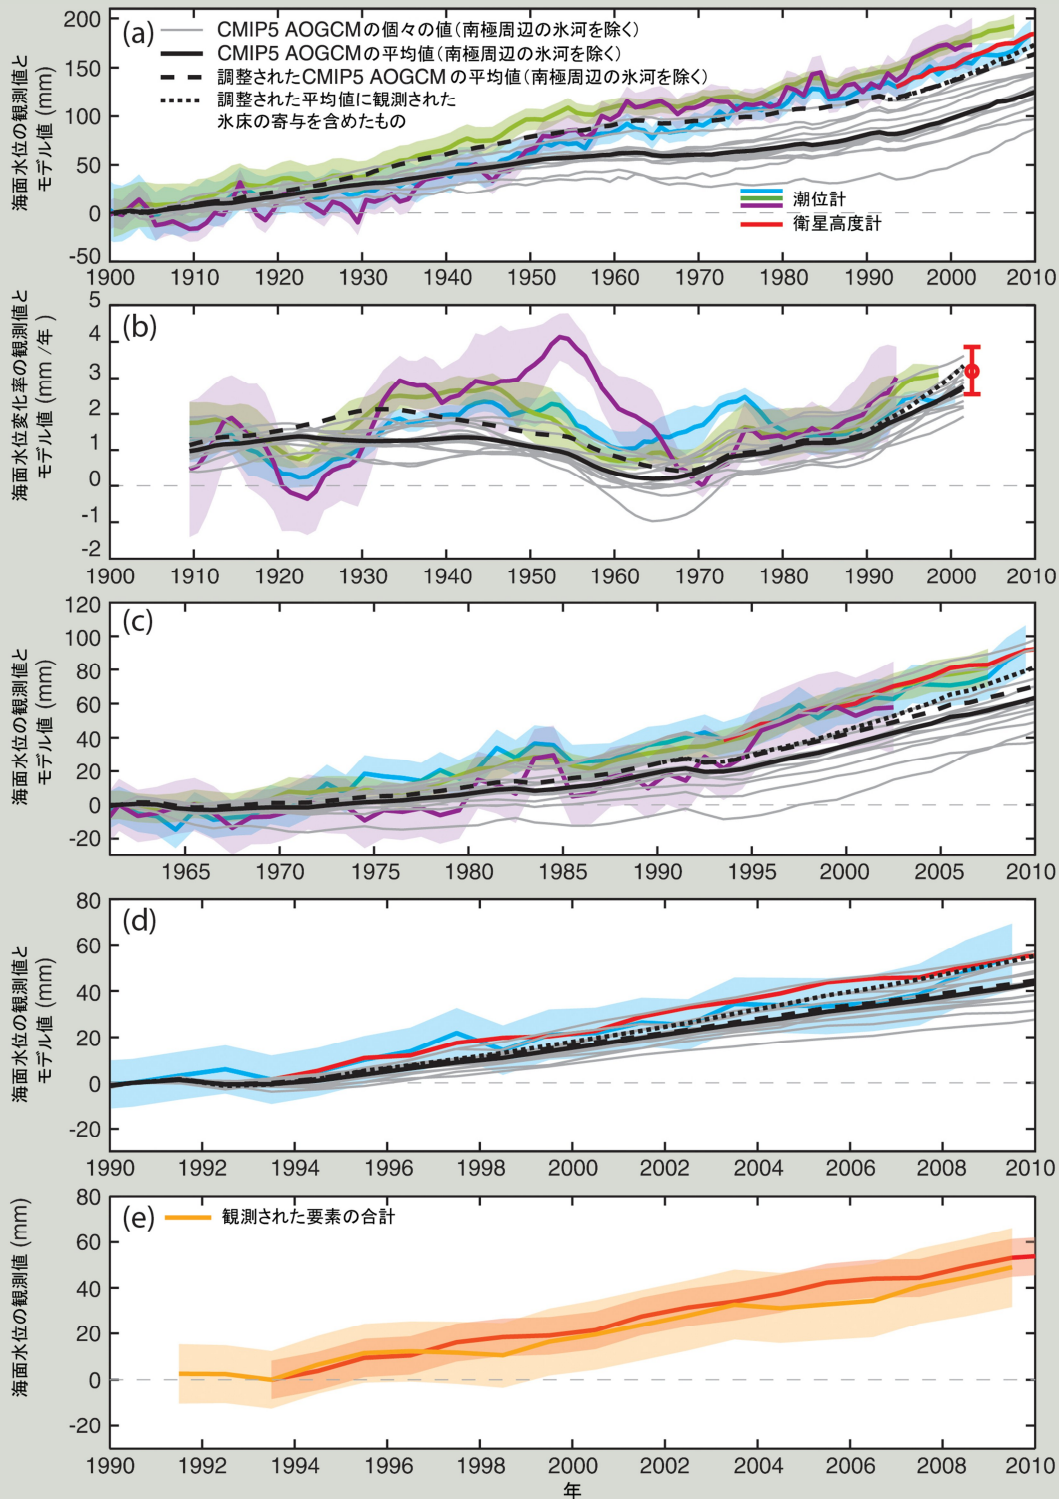 海面水位の観測値と
モデル値 (mm)
(a)
CMIP5 AOGCMの個々の値(南極周辺の氷河を除く)
CMIP5 AOGCMの平均値(南極周辺の氷河を除く)
調整されたCMIP5 AOGCMの平均値(南極周辺の氷河を除く)
調整された平均値に観測された
氷床の寄与を含めたもの
潮位計
衛星高度計
200
150
100
50
0
-50
1900 1910 1920 1930 1940 1950 1960 1970 1980 1990 2000 2010
海面水位変化率の観測値と
モデル値 (mm /年 )
(b)
5
4
3
2
1
0
-1
-2
1900 1910 1920 1930 1940 1950 1960 1970 1980 1990 2000 2010
海面水位の観測値と
モデル値 (mm)
(c)
120
100
80
60
40
20
0
-20
1965 1970 1975 1980 1985 1990 1995 2000 2005 2010
海面水位の観測値と
モデル値 (mm)
(d)
80
60
40
20
0
-20
1990 1992 1994 1996 1998 2000 2002 2004 2006 2008 2010
海面水位の観測値 (mm)
(e)
観測された要素の合計
80
60
40
20
0
-20
1990 1992 1994 1996 1998 2000 2002 2004 2006 2008 2010
年